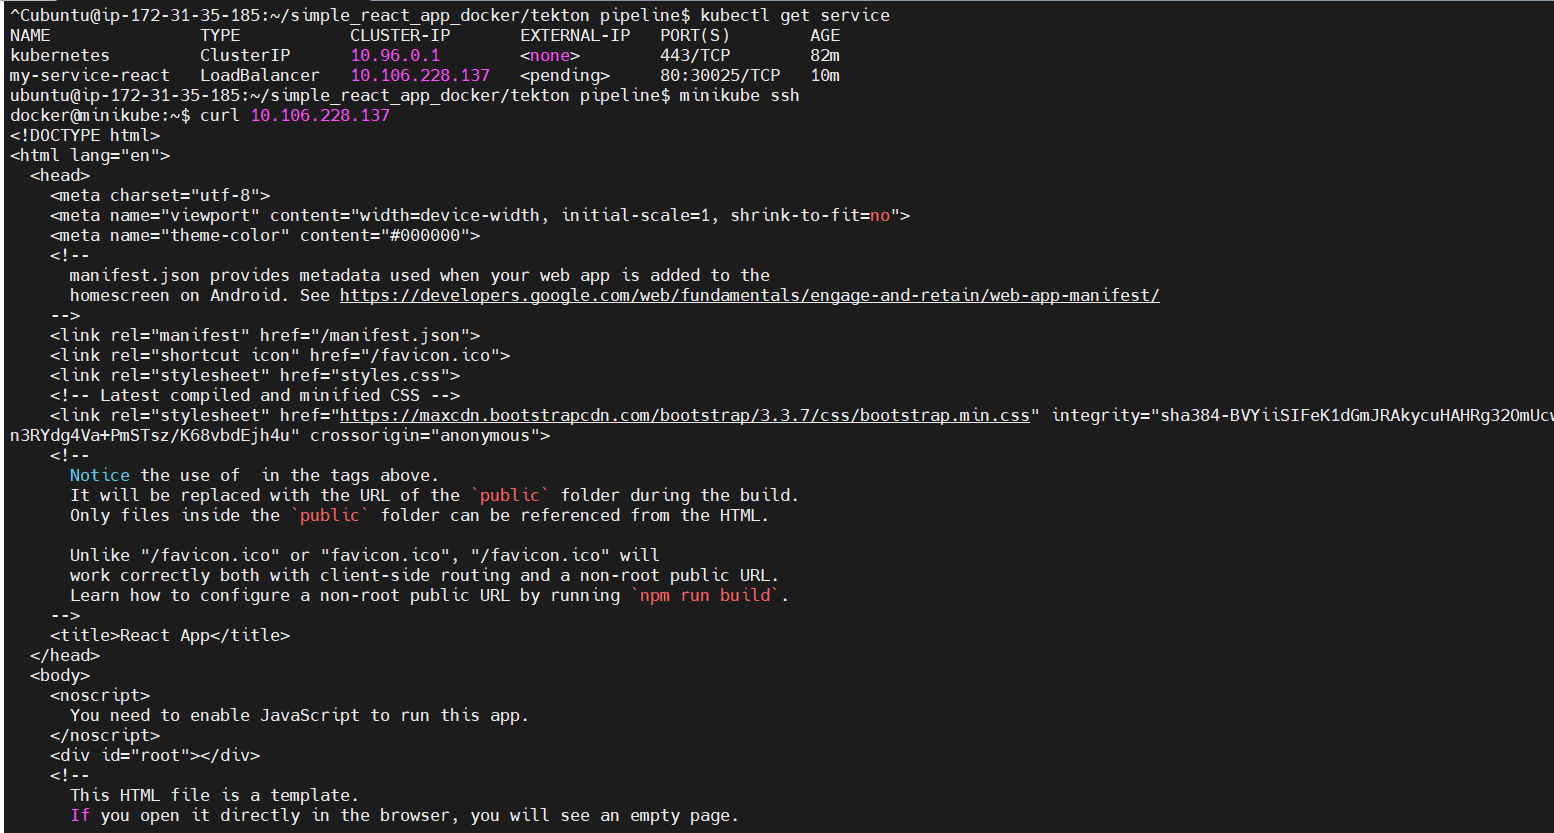 ^Cubuntu@ip-172-31-35-185:~/simple_react_app_docker/tekton pipeline$ kubectl get service
NAME TYPE CLUSTER-IP EXTERNAL-IP PORT(S) AGE
kubernetes ClusterIP 10.96.0.1 <none> 443/TCP 82m
my-service-react LoadBalancer 10.106.228.137 <pending> 80:30025/TCP 10m
ubuntu@ip-172-31-35-185:~/simple_react_app_docker/tekton pipeline$ minikube ssh
docker@minikube:~$ curl 10.106.228.137
<!DOCTYPE html>
<html lang="en">
<head>
<meta charset="utf-8">
<meta name="viewport" content="width=device-width, initial-scale=1, shrink-to-fit=no">
<meta name="theme-color" content="#000000">
<!--
manifest.json provides metadata used when your web app is added to the
homescreen on Android. See https://developers.google.com/web/fundamentals/engage-and-retain/web-app-manifest/
-->
<link rel="manifest" href="/manifest.json">
<link rel="shortcut icon" href="/favicon.ico">
<link rel="stylesheet" href="styles.css">
<!-- Latest compiled and minified CSS -->
<link rel="stylesheet" href="https://maxcdn.bootstrapcdn.com/bootstrap/3.3.7/css/bootstrap.min.css" integrity="sha384-BVYiiSIFeK1dGmJRAkycuHAHRg32OmUcw
n3RYdg4Va+PmSTsz/K68vbdEjh4u" crossorigin="anonymous">
<!--
Notice the use of  in the tags above.
It will be replaced with the URL of the `public` folder during the build.
Only files inside the `public` folder can be referenced from the HTML.
Unlike "/favicon.ico" or "favicon.ico", "/favicon.ico" will
work correctly both with client-side routing and a non-root public URL.
Learn how to configure a non-root public URL by running `npm run build`.
-->
<title>React App</title>
</head>
<body>
<noscript>
You need to enable JavaScript to run this app.
</noscript>
<div id="root"></div>
<!--
This HTML file is a template.
If you open it directly in the browser, you will see an empty page.